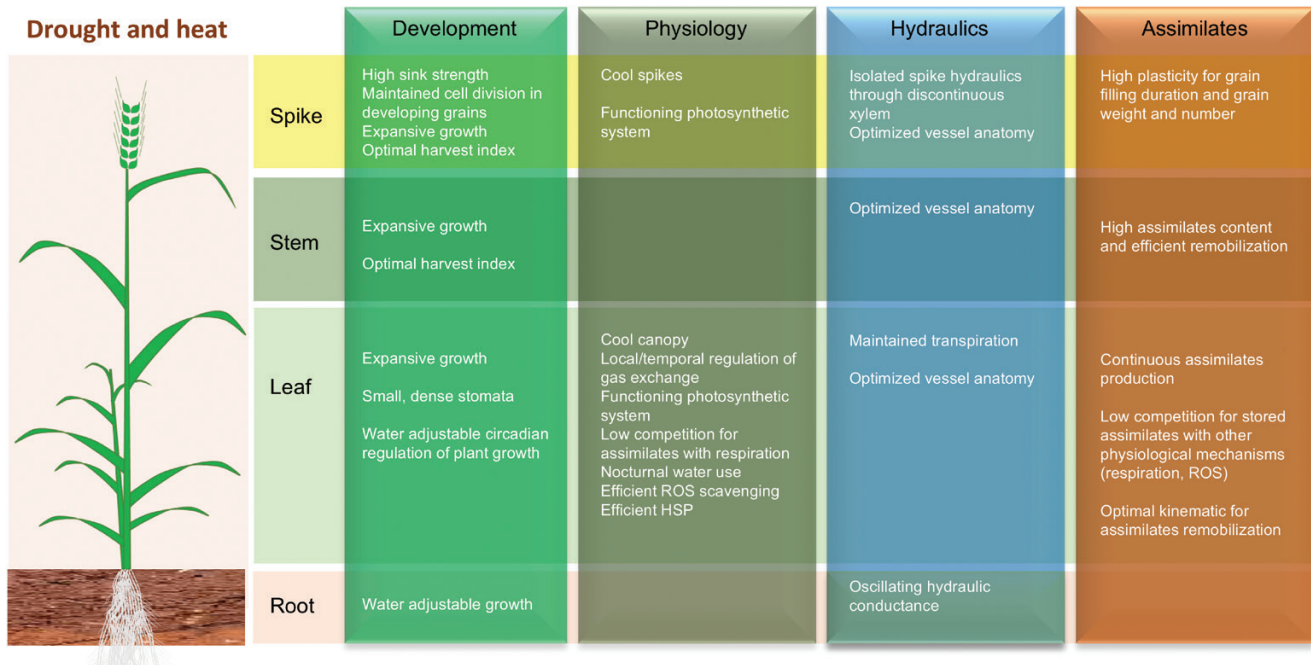 Drought and heat
Development
Physiology
Hydraulics
Assimilates
Spike
High sink strength
Maintained cell division in
developing grains
Expansive growth
Optimal harvest index
Cool spikes
Functioning photosynthetic
system
Isolated spike hydraulics
through discontinous
xylem
Optimized vessel anatomy
High plasticity for grain
filling duration and grain
weight and number
Stem
Expansive growth
Optimal harvest index
Optimized vessel anatomy
High assimilates content
and efficient remobilization
Leaf
Expansive growth
Small, dense stomata
Water adjustable circadian
regulation of plant growth
Cool canopy
Local/temporal regulation of
gas exchange
Functioning photosynthetic
system
Low competition for
assimilates with respiration
Nocturnal water use
Efficient ROS scavenging
Efficient HSP
Maintained transpiration
Optimized vessel anatomy
Continuous assimilates
production
Low competition for stored
assimilates with other
physiological mechanisms
(respiration, ROS)
Optimal kinematic for
assimilates remobilization
Root
Water adjustable growth
Oscillating hydraulic
conductance